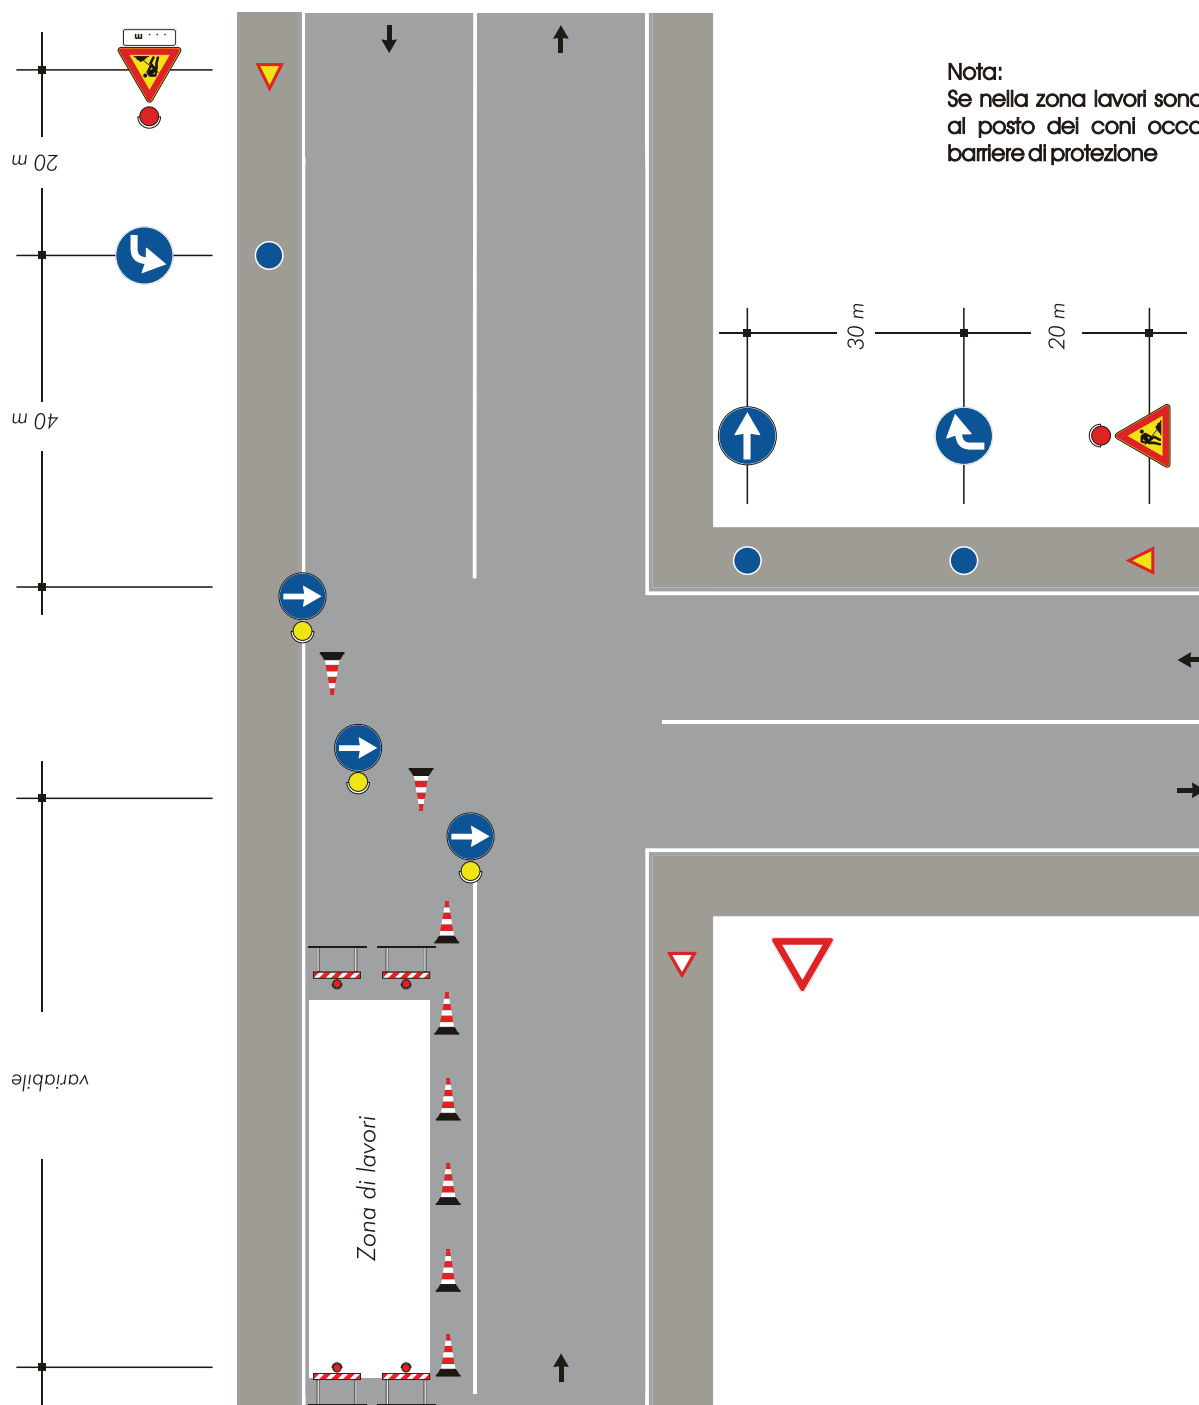 m
Nota:
Se nella zona lavori sono
al posto dei coni occo
barriere di protezione
20 m
40 m
30 m
20 m
variabile
Zona di lavori